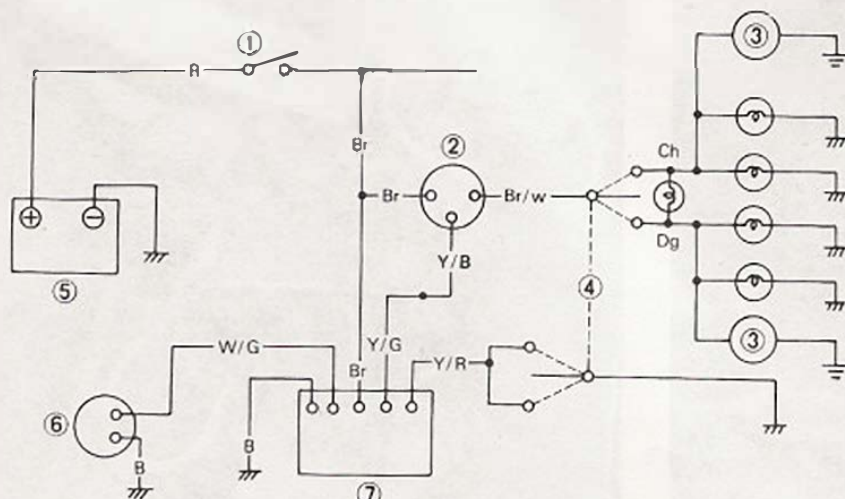 ①
③
R
Br
②
Ch
Br
Br/w
Dg
Y/B
④
⑤
W/G
Y/G
Y/R
Br
③
⑥
B
B
⑦